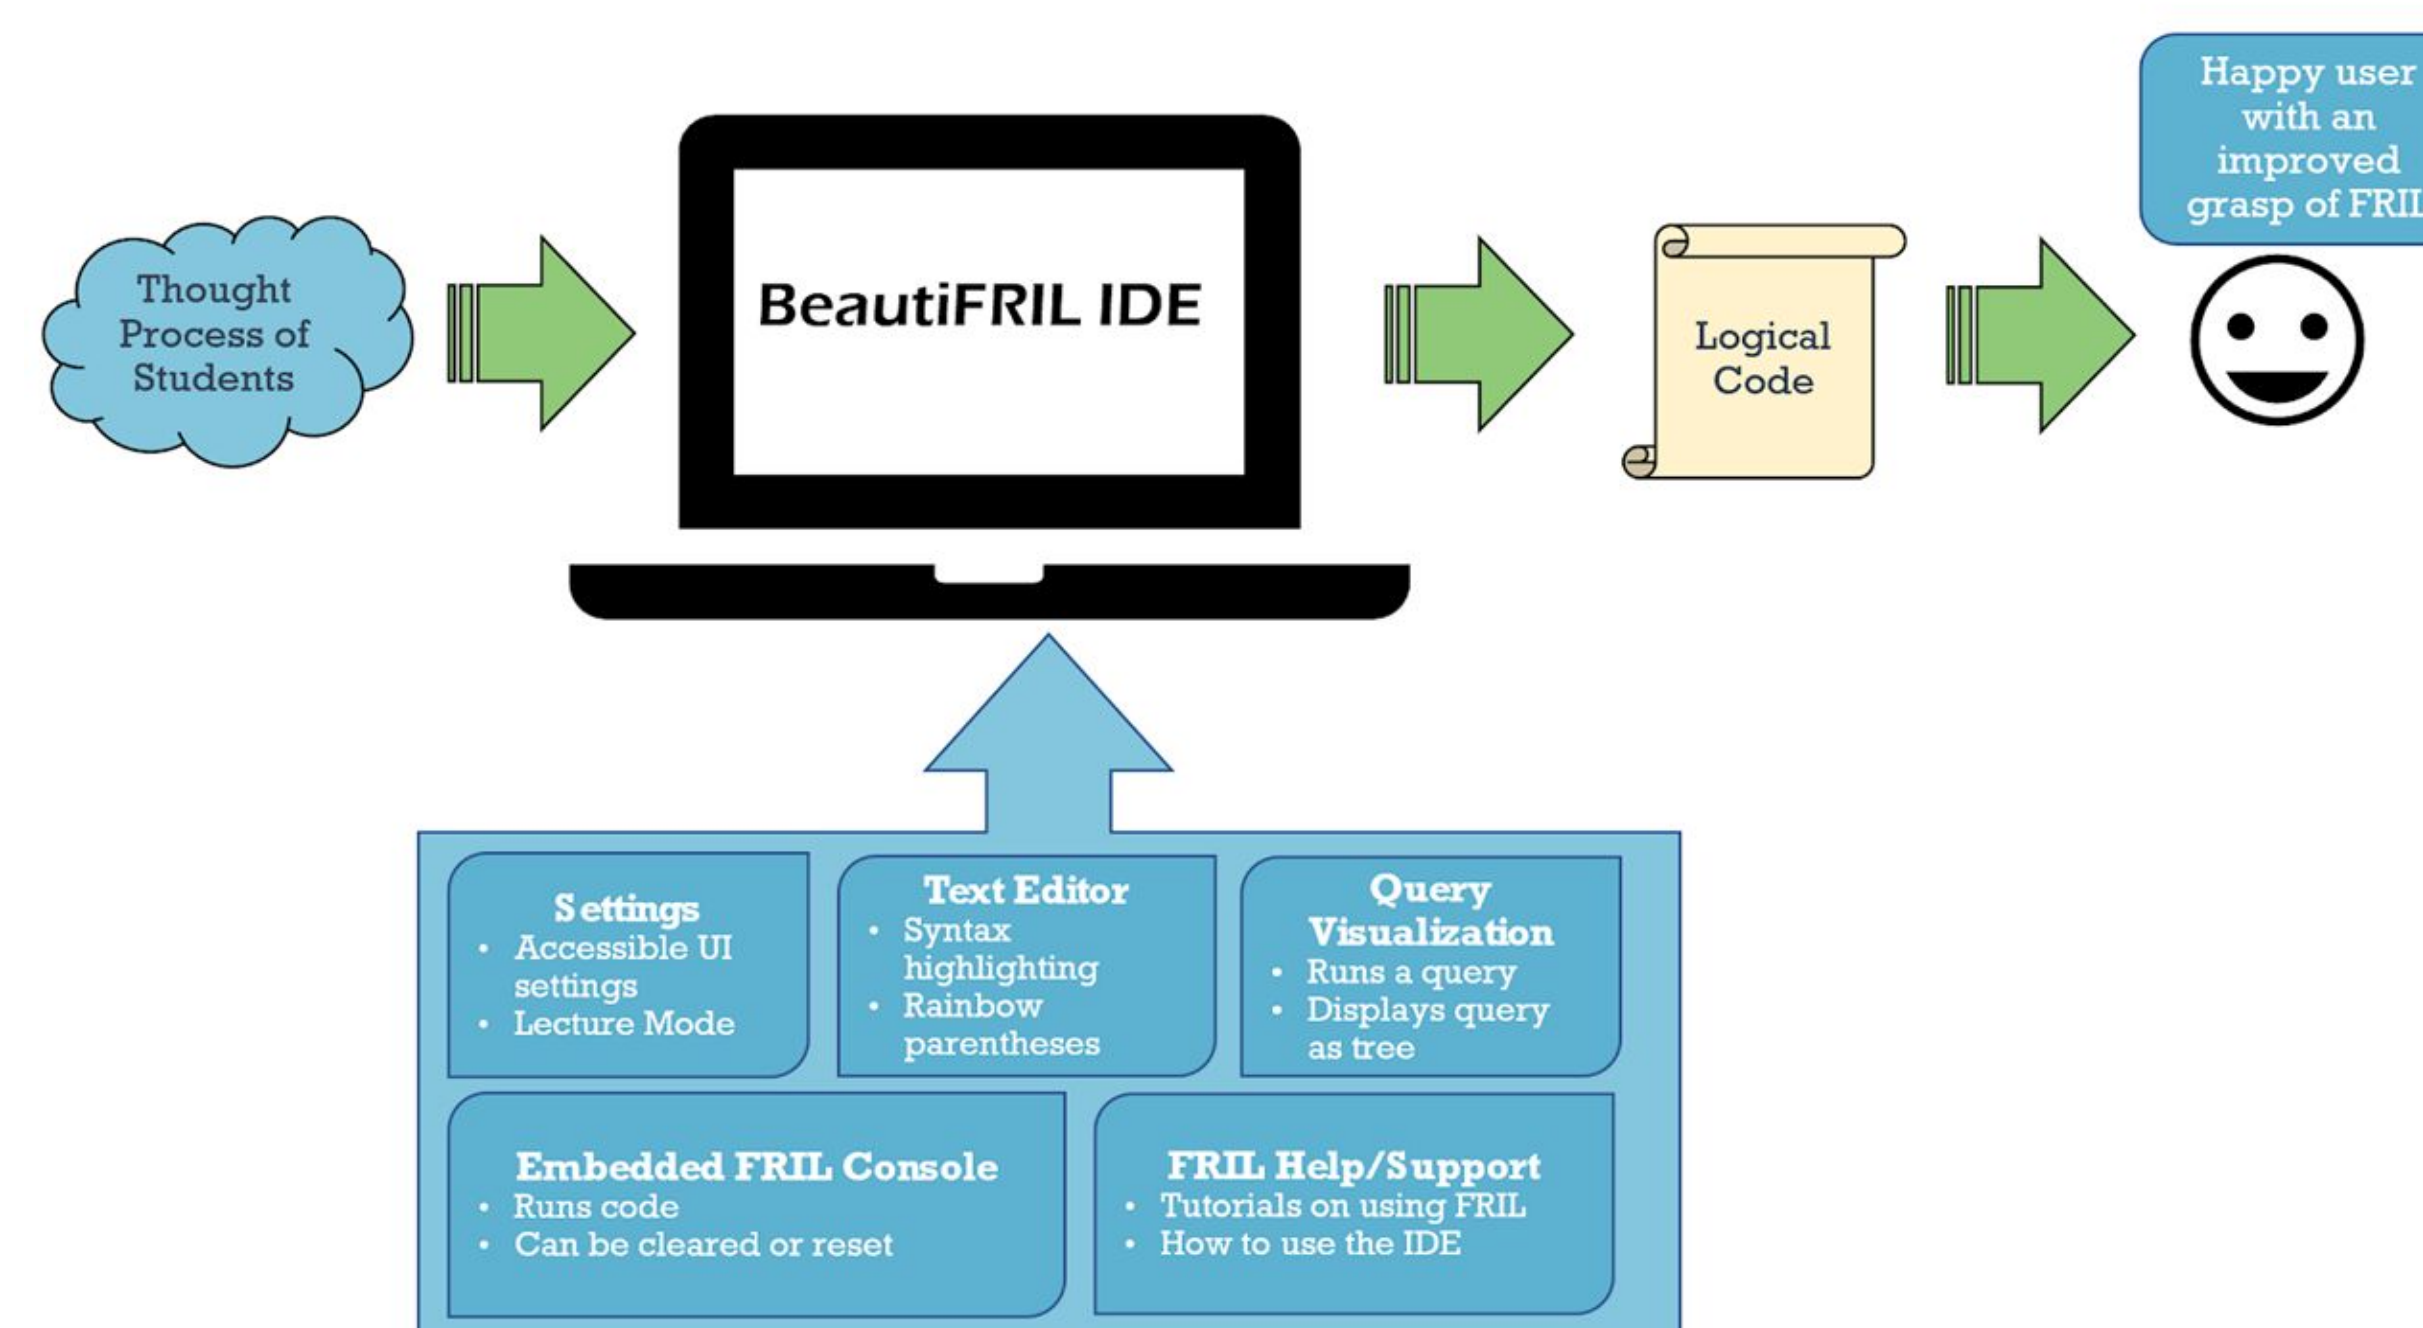 Happy user
with an
improved
grasp of FRIL
Thought
Process of
Students
BeautiFRIL IDE
Logical
Code
Settings
• Accessible UI
settings
• Lecture Mode
Text Editor
• Syntax
highlighting
• Rainbow
parentheses
Query
Visualization
• Runs a query
• Displays query
as tree
Embedded FRIL Console
• Runs code
• Can be cleared or reset
FRIL Help/Support
• Tutorials on using FRIL
• How to use the IDE